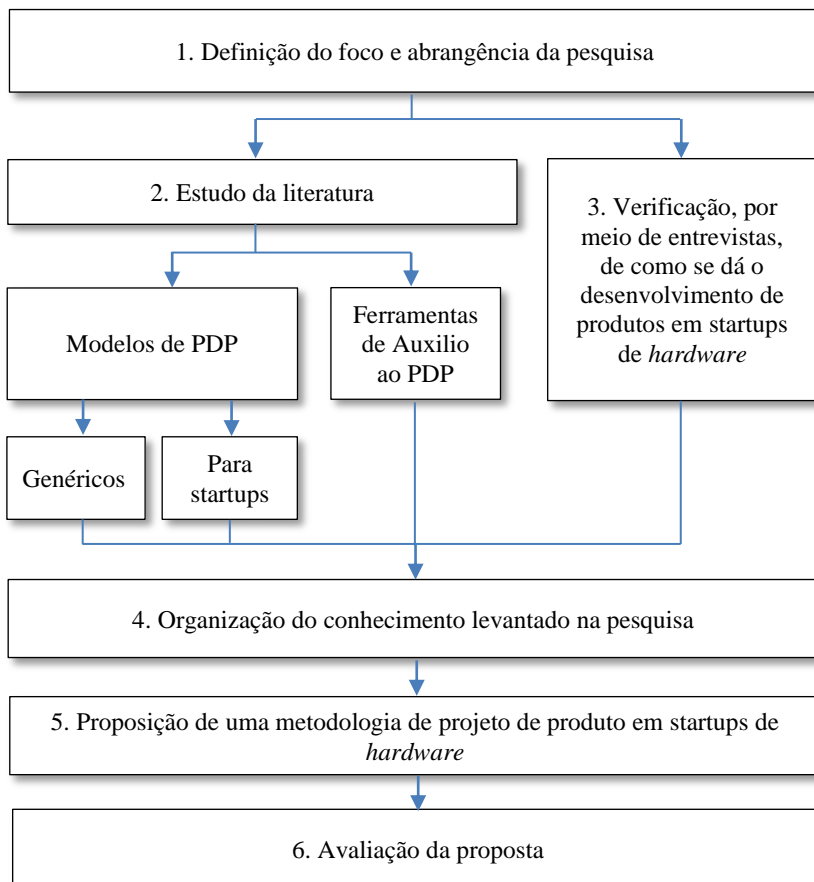 1. Definição do foco e abrangência da pesquisa
2. Estudo da literatura
3. Verificação, por
meio de entrevistas,
de como se dá o
desenvolvimento de
produtos em startups
de hardware
Modelos de PDP
Ferramentas
de Auxilio
ao PDP
Genéricos
Para
startups
4. Organização do conhecimento levantado na pesquisa
5. Proposição de uma metodologia de projeto de produto em startups de
hardware
6. Avaliação da proposta